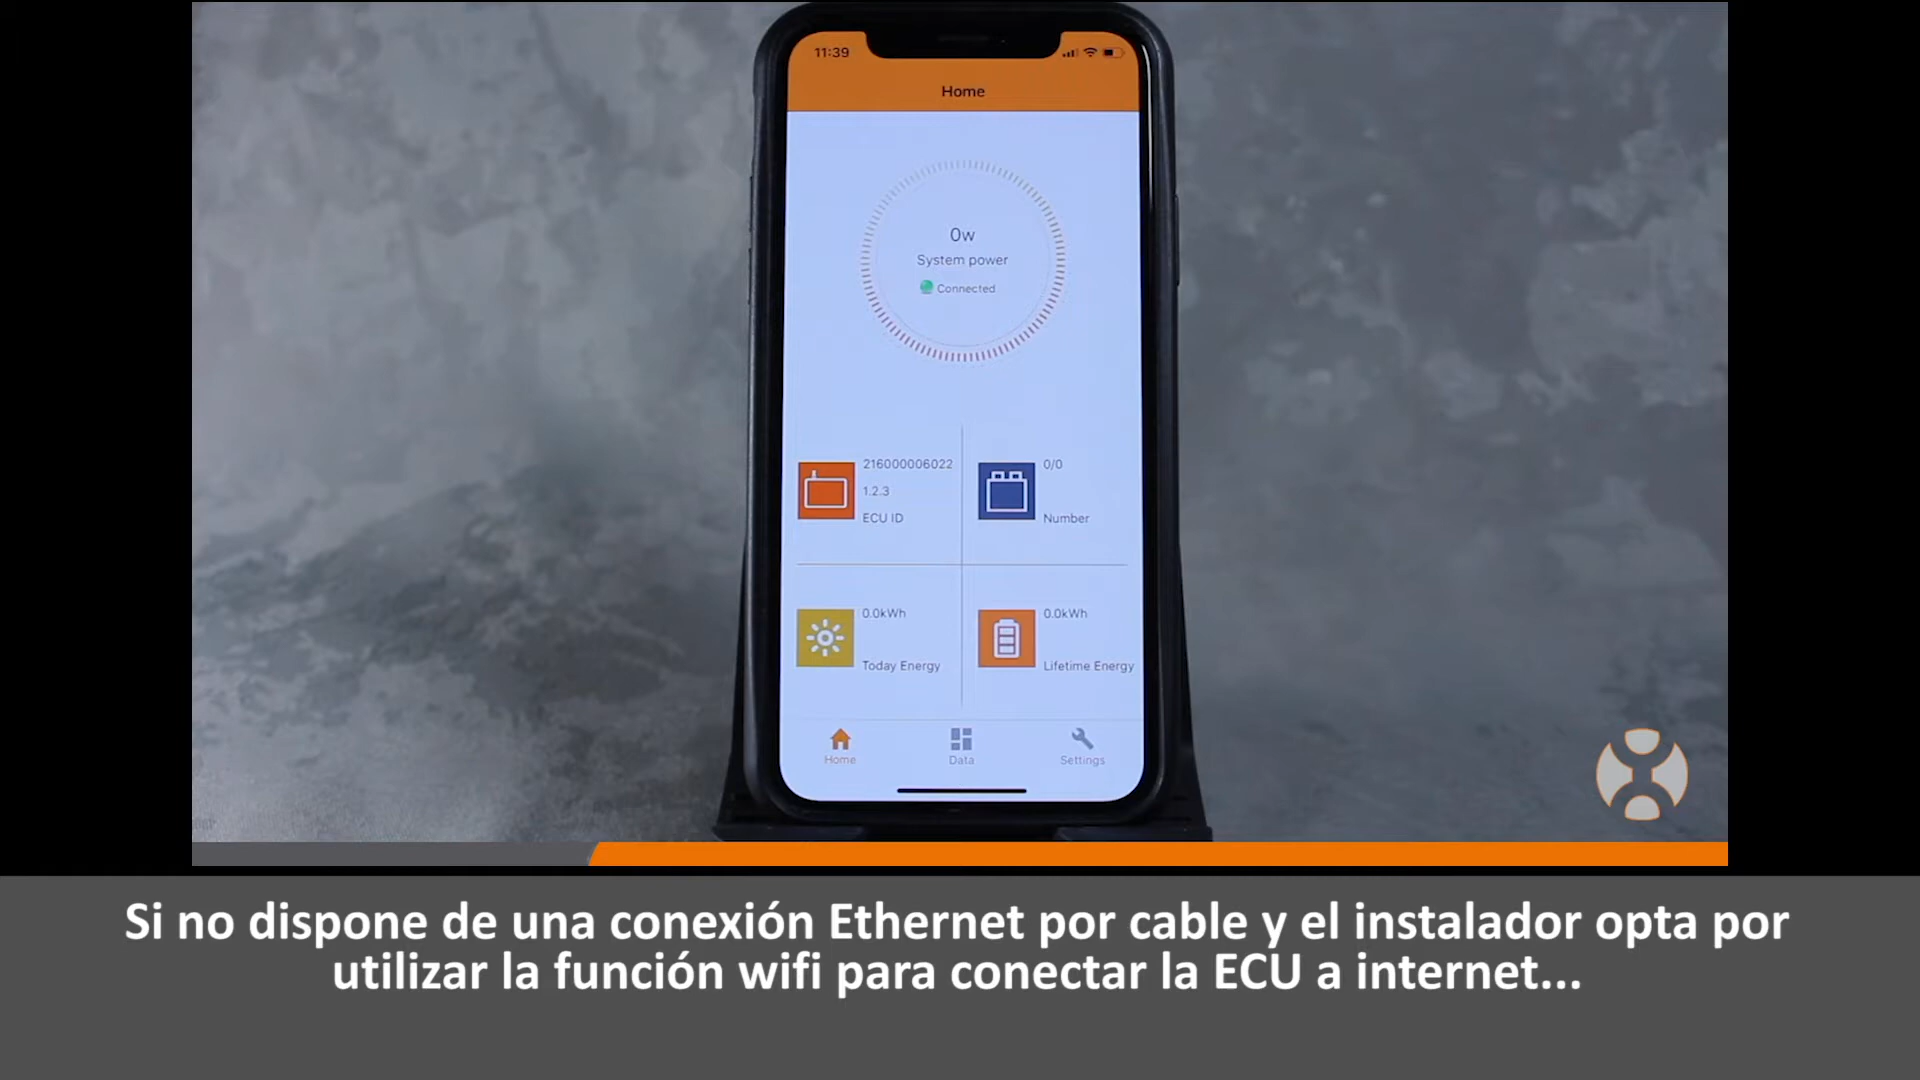 11:39
Home
0w
System power
Connected
216000006022
1.2.3
ECU ID
0/0
Number
0.0kWh
Today Energy
0.0kWh
Lifetime Energy
Home
Data
Settings
Si no dispone de una conexión Ethernet por cable y el instalador opta por
utilizar la función wifi para conectar la ECU a internet...